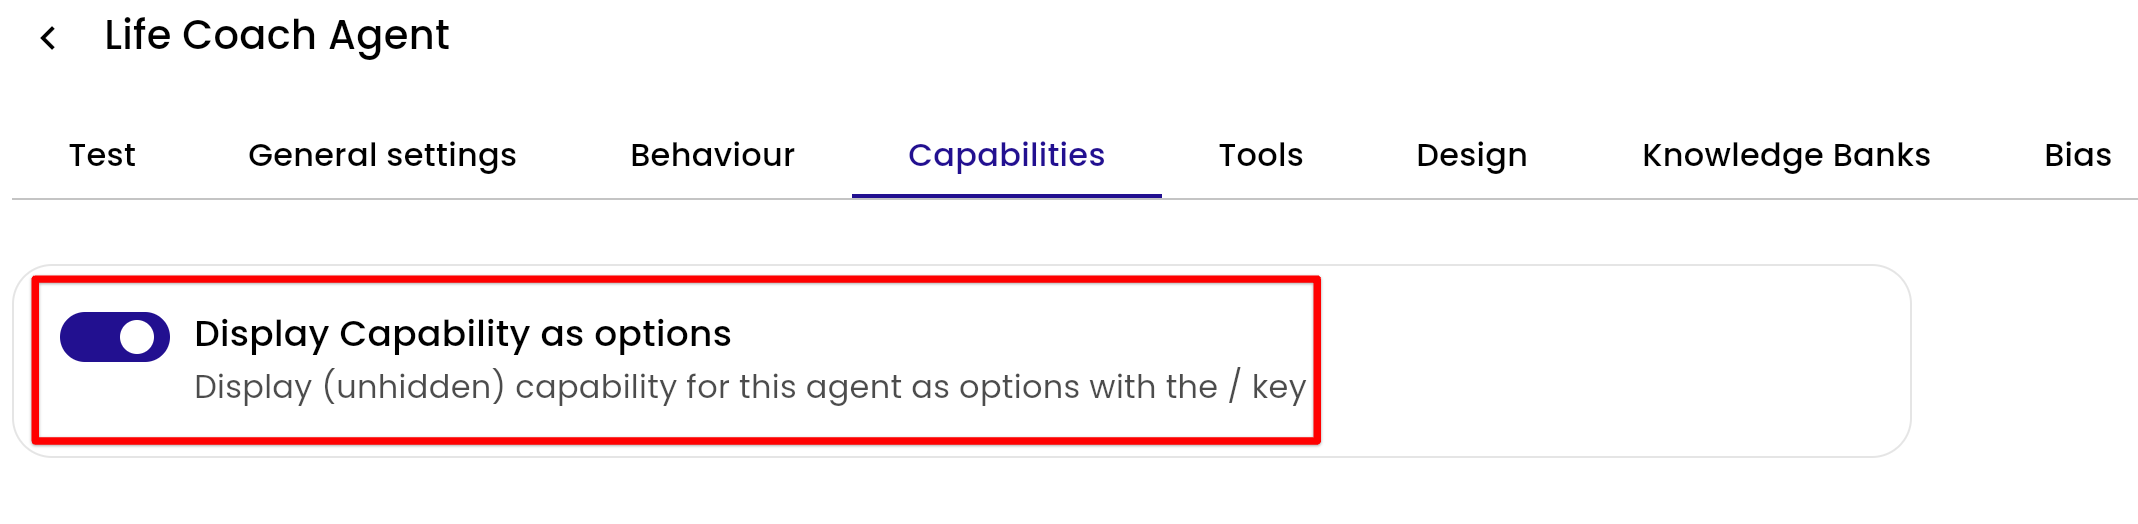 Life Coach Agent
Test General settings Behaviour Capabilities Tools Design Knowledge Banks Bias
Display Capability as options
Display (unhidden) capability for this agent as options with the / key